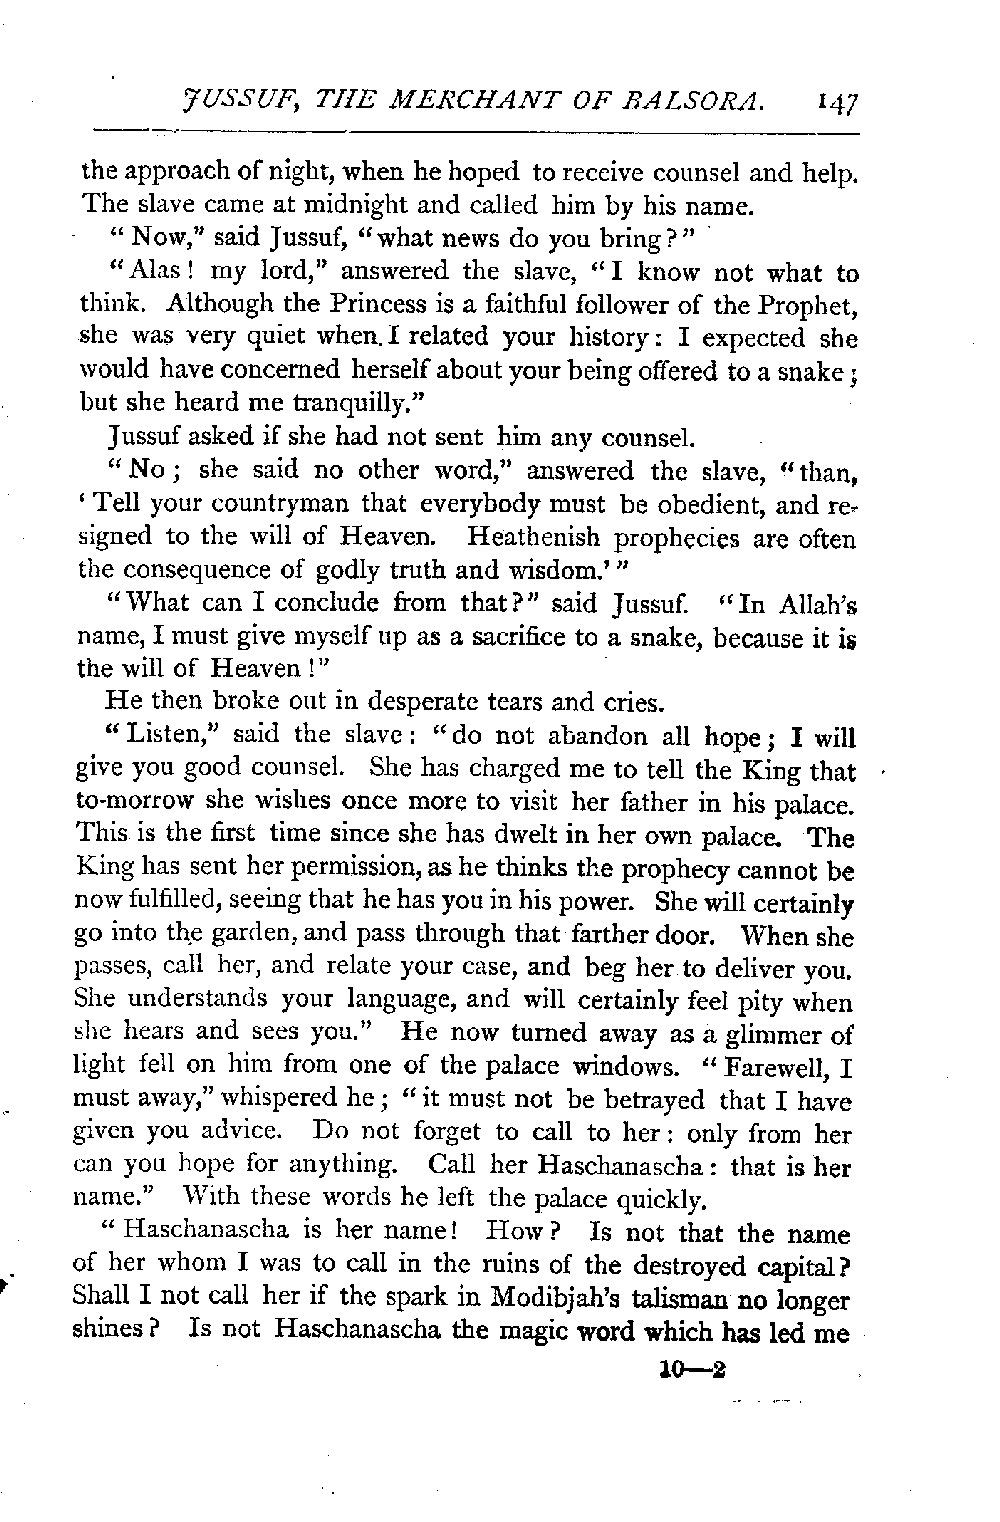 JUSSUF, THE MERCHANT OF BALSORA. 147
the approach of night, when he hoped to receive counsel and help.
The slave came at midnight and called him by his name.
“ Now,” said Jussuf, “what news do you bring?”
“Alas! my lord,” answered the slave, “I know not what to
think. Although the Princess is a faithful follower of the Prophet,
she was very quiet when I related your history: I expected she
would have concerned herself about your being offered to a snake;
but she heard me tranquilly.”
Jussuf asked if she had not sent him any counsel.
“No; she said no other word,” answered the slave, “than,
‘Tell your countryman that everybody must be obedient, and re-
signed to the will of Heaven. Heathenish prophecies are often
the consequence of godly truth and wisdom.’”
“What can I conclude from that?” said Jussuf. “In Allah’s
name, I must give myself up as a sacrifice to a snake, because it is
the will of Heaven!”
He then broke out in desperate tears and cries.
“Listen,” said the slave: “do not abandon all hope; I will
give you good counsel. She has charged me to tell the King that
to-morrow she wishes once more to visit her father in his palace.
This is the first time since she has dwelt in her own palace. The
King has sent her permission, as he thinks the prophecy cannot be
now fulfilled, seeing that he has you in his power. She will certainly
go into the garden, and pass through that farther door. When she
passes, call her, and relate your case, and beg her to deliver you.
She understands your language, and will certainly feel pity when
she hears and sees you.” He now turned away as a glimmer of
light fell on him from one of the palace windows. “Farewell, I
must away,” whispered he; “it must not be betrayed that I have
given you advice. Do not forget to call to her: only from her
can you hope for anything. Call her Haschanascha: that is her
name.” With these words he left the palace quickly.
“Haschanascha is her name! How? Is not that the name
of her whom I was to call in the ruins of the destroyed capital?
Shall I not call her if the spark in Modibjah’s talisman no longer
shines? Is not Haschanascha the magic word which has led me
10—2